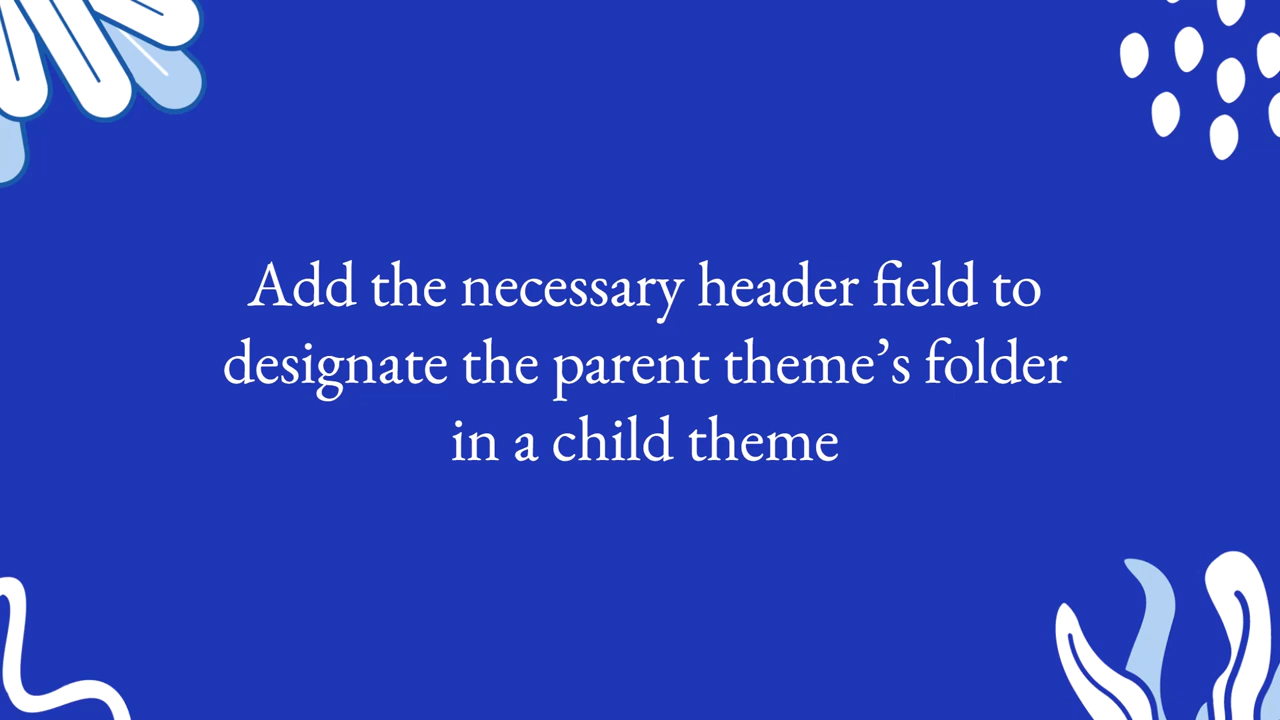 Add the necessary header field to
designate the parent theme’s folder
in a child theme